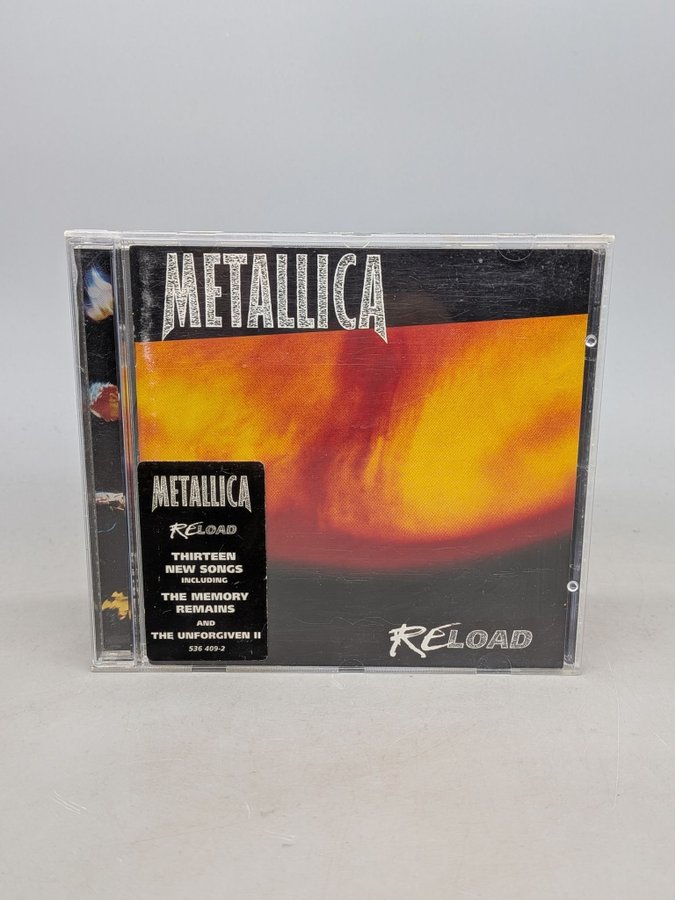 METALLICA
METALLICA
RELOAD
THIRTEEN
NEW SONGS
INCLUDING
THE MEMORY
REMAINS
AND
THE UNFORGIVEN II
536 409-2
RELOAD